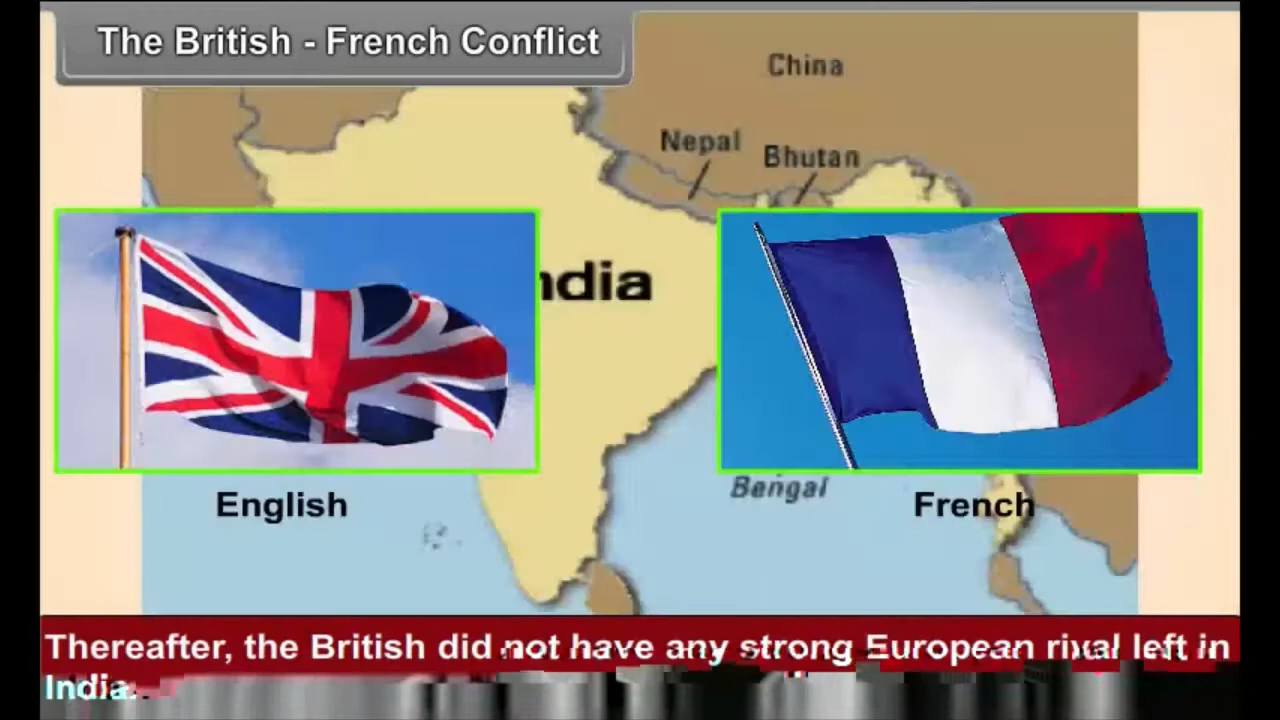 The British - French Conflict
China
Nepal
Bhutan
ndia
Bengal
English
French
Thereafter, the British did not have any strong European rival left in
India.